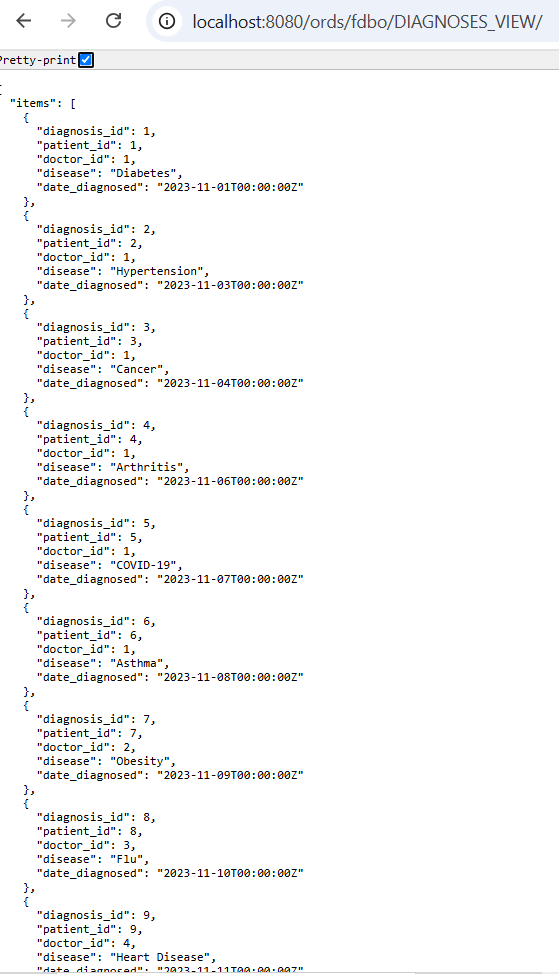 localhost:8080/ords/fdbo/DIAGNOSES_VIEW/
Pretty-print
{
"items": [
{
"diagnosis_id": 1,
"patient_id": 1,
"doctor_id": 1,
"disease": "Diabetes",
"date_diagnosed": "2023-11-01T00:00:00Z"
},
{
"diagnosis_id": 2,
"patient_id": 2,
"doctor_id": 1,
"disease": "Hypertension",
"date_diagnosed": "2023-11-03T00:00:00Z"
},
{
"diagnosis_id": 3,
"patient_id": 3,
"doctor_id": 1,
"disease": "Cancer",
"date_diagnosed": "2023-11-04T00:00:00Z"
},
{
"diagnosis_id": 4,
"patient_id": 4,
"doctor_id": 1,
"disease": "Arthritis",
"date_diagnosed": "2023-11-06T00:00:00Z"
},
{
"diagnosis_id": 5,
"patient_id": 5,
"doctor_id": 1,
"disease": "COVID-19",
"date_diagnosed": "2023-11-07T00:00:00Z"
},
{
"diagnosis_id": 6,
"patient_id": 6,
"doctor_id": 1,
"disease": "Asthma",
"date_diagnosed": "2023-11-08T00:00:00Z"
},
{
"diagnosis_id": 7,
"patient_id": 7,
"doctor_id": 2,
"disease": "Obesity",
"date_diagnosed": "2023-11-09T00:00:00Z"
},
{
"diagnosis_id": 8,
"patient_id": 8,
"doctor_id": 3,
"disease": "Flu",
"date_diagnosed": "2023-11-10T00:00:00Z"
},
{
"diagnosis_id": 9,
"patient_id": 9,
"doctor_id": 4,
"disease": "Heart Disease",
"date_diagnosed": "2023-11-11T00:00:00Z"